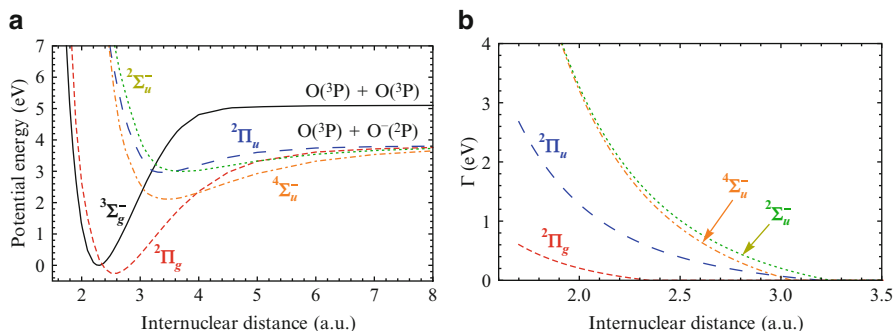 a
7
6
5
4
3
2
1
0
Potential energy (eV)
²Σᵤ⁻
O(³P) + O(³P)
²Πᵤ
O(³P) + O⁻(²P)
³Σg⁻
⁴Σᵤ⁻
²Πg
2 3 4 5 6 7 8
Internuclear distance (a.u.)
b
4
3
2
1
0
Γ (eV)
²Πᵤ
⁴Σᵤ⁻
²Σᵤ⁻
²Πg
2.0 2.5 3.0 3.5
Internuclear distance (a.u.)